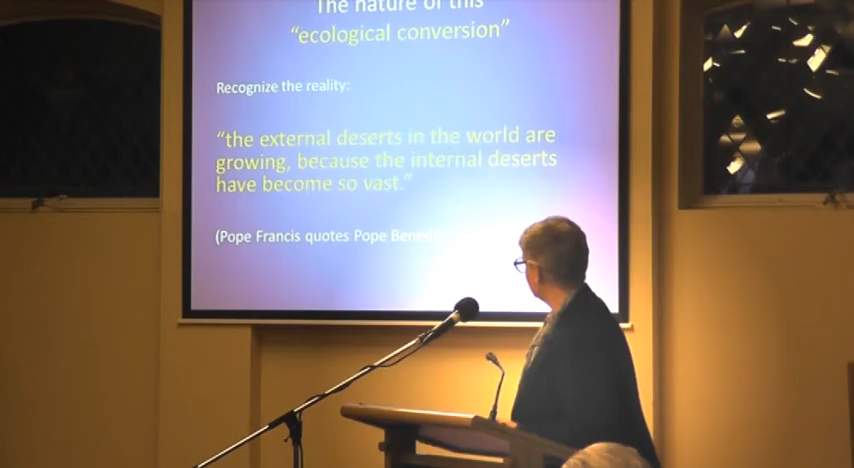 The nature of this
“ecological conversion”
Recognize the reality:
“the external deserts in the world are
growing, because the internal deserts
have become so vast.”
(Pope Francis quotes Pope